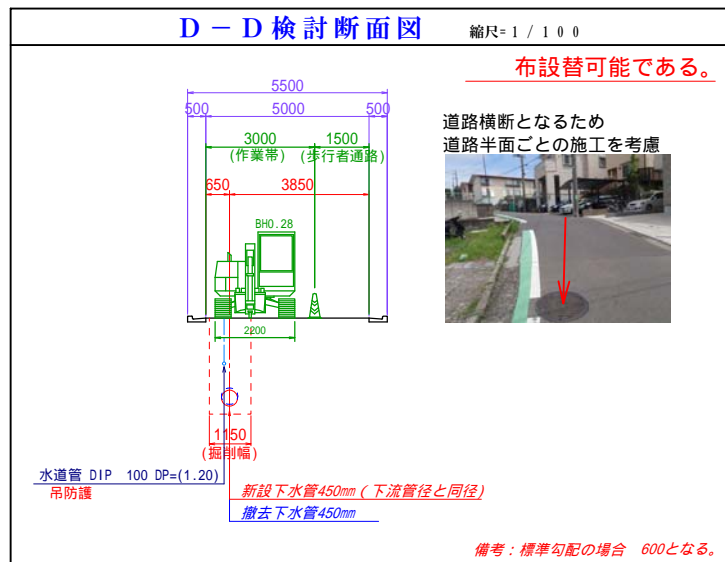 D－D検討断面図 縮尺=1/100
布設替可能である。
5500
500 5000 500
道路横断となるため
道路半面ごとの施工を考慮
3000 1500
(作業帯) (歩行者通路)
650 3850
BH0.28
2200
1150
(掘削幅)
水道管 DIP 100 DP=(1.20)
吊防護
新設下水管450mm(下流管径と同径)
撤去下水管450mm
備考：標準勾配の場合 600となる。